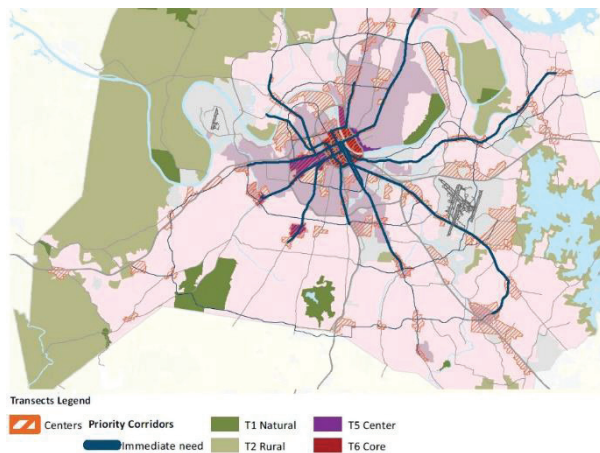 Transects Legend
Centers Priority Corridors T1 Natural T5 Center
Immediate need T2 Rural T6 Core